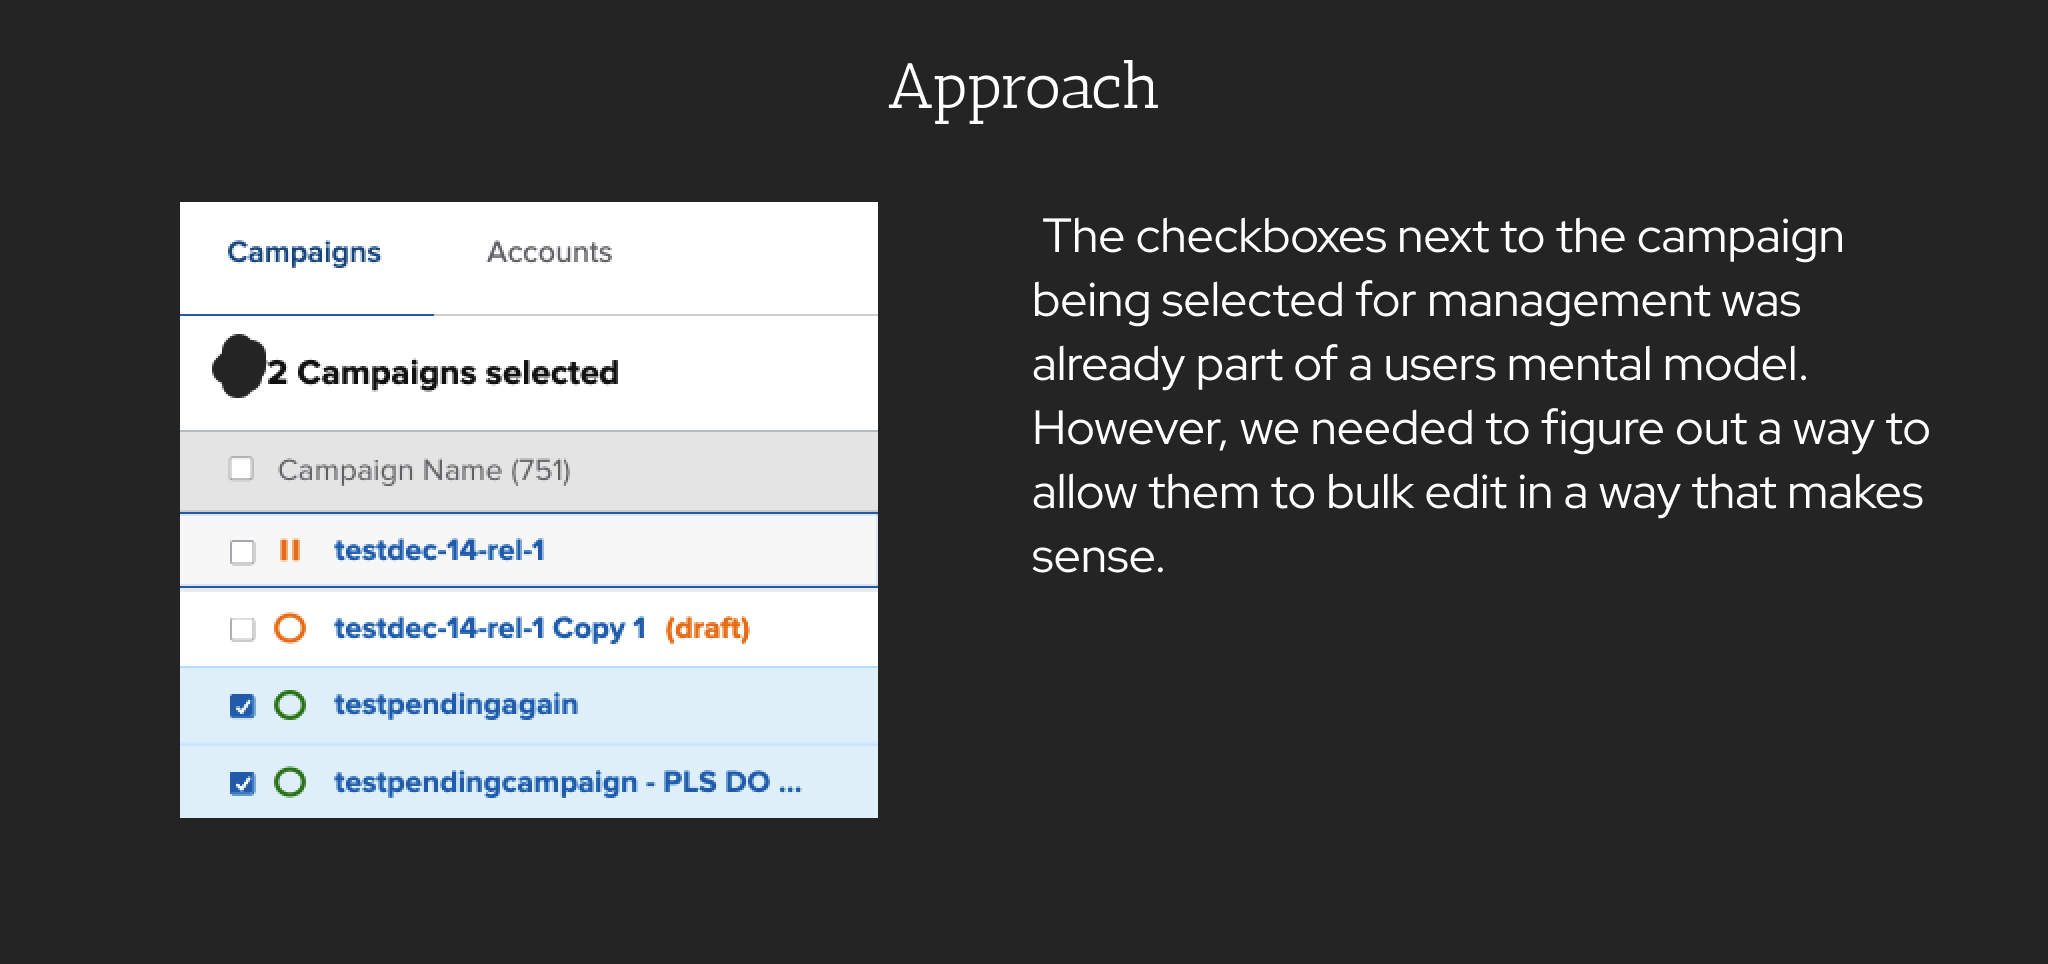 Approach
Campaigns Accounts
2 Campaigns selected
Campaign Name (751)
testdec-14-rel-1
testdec-14-rel-1 Copy 1 (draft)
testpendingagain
testpendingcampaign - PLS DO ...
The checkboxes next to the campaign
being selected for management was
already part of a users mental model.
However, we needed to figure out a way to
allow them to bulk edit in a way that makes
sense.